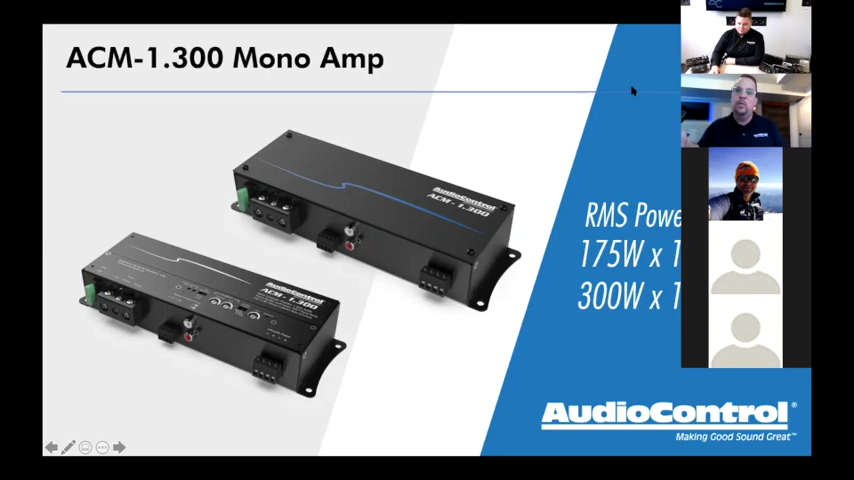 ACM-1.300 Mono Amp
AudioControl
ACM-1.300
AudioControl
ACM-1.300
RMS Powe
175W x 1
300W x 1
AudioControl®
Making Good Sound Great™